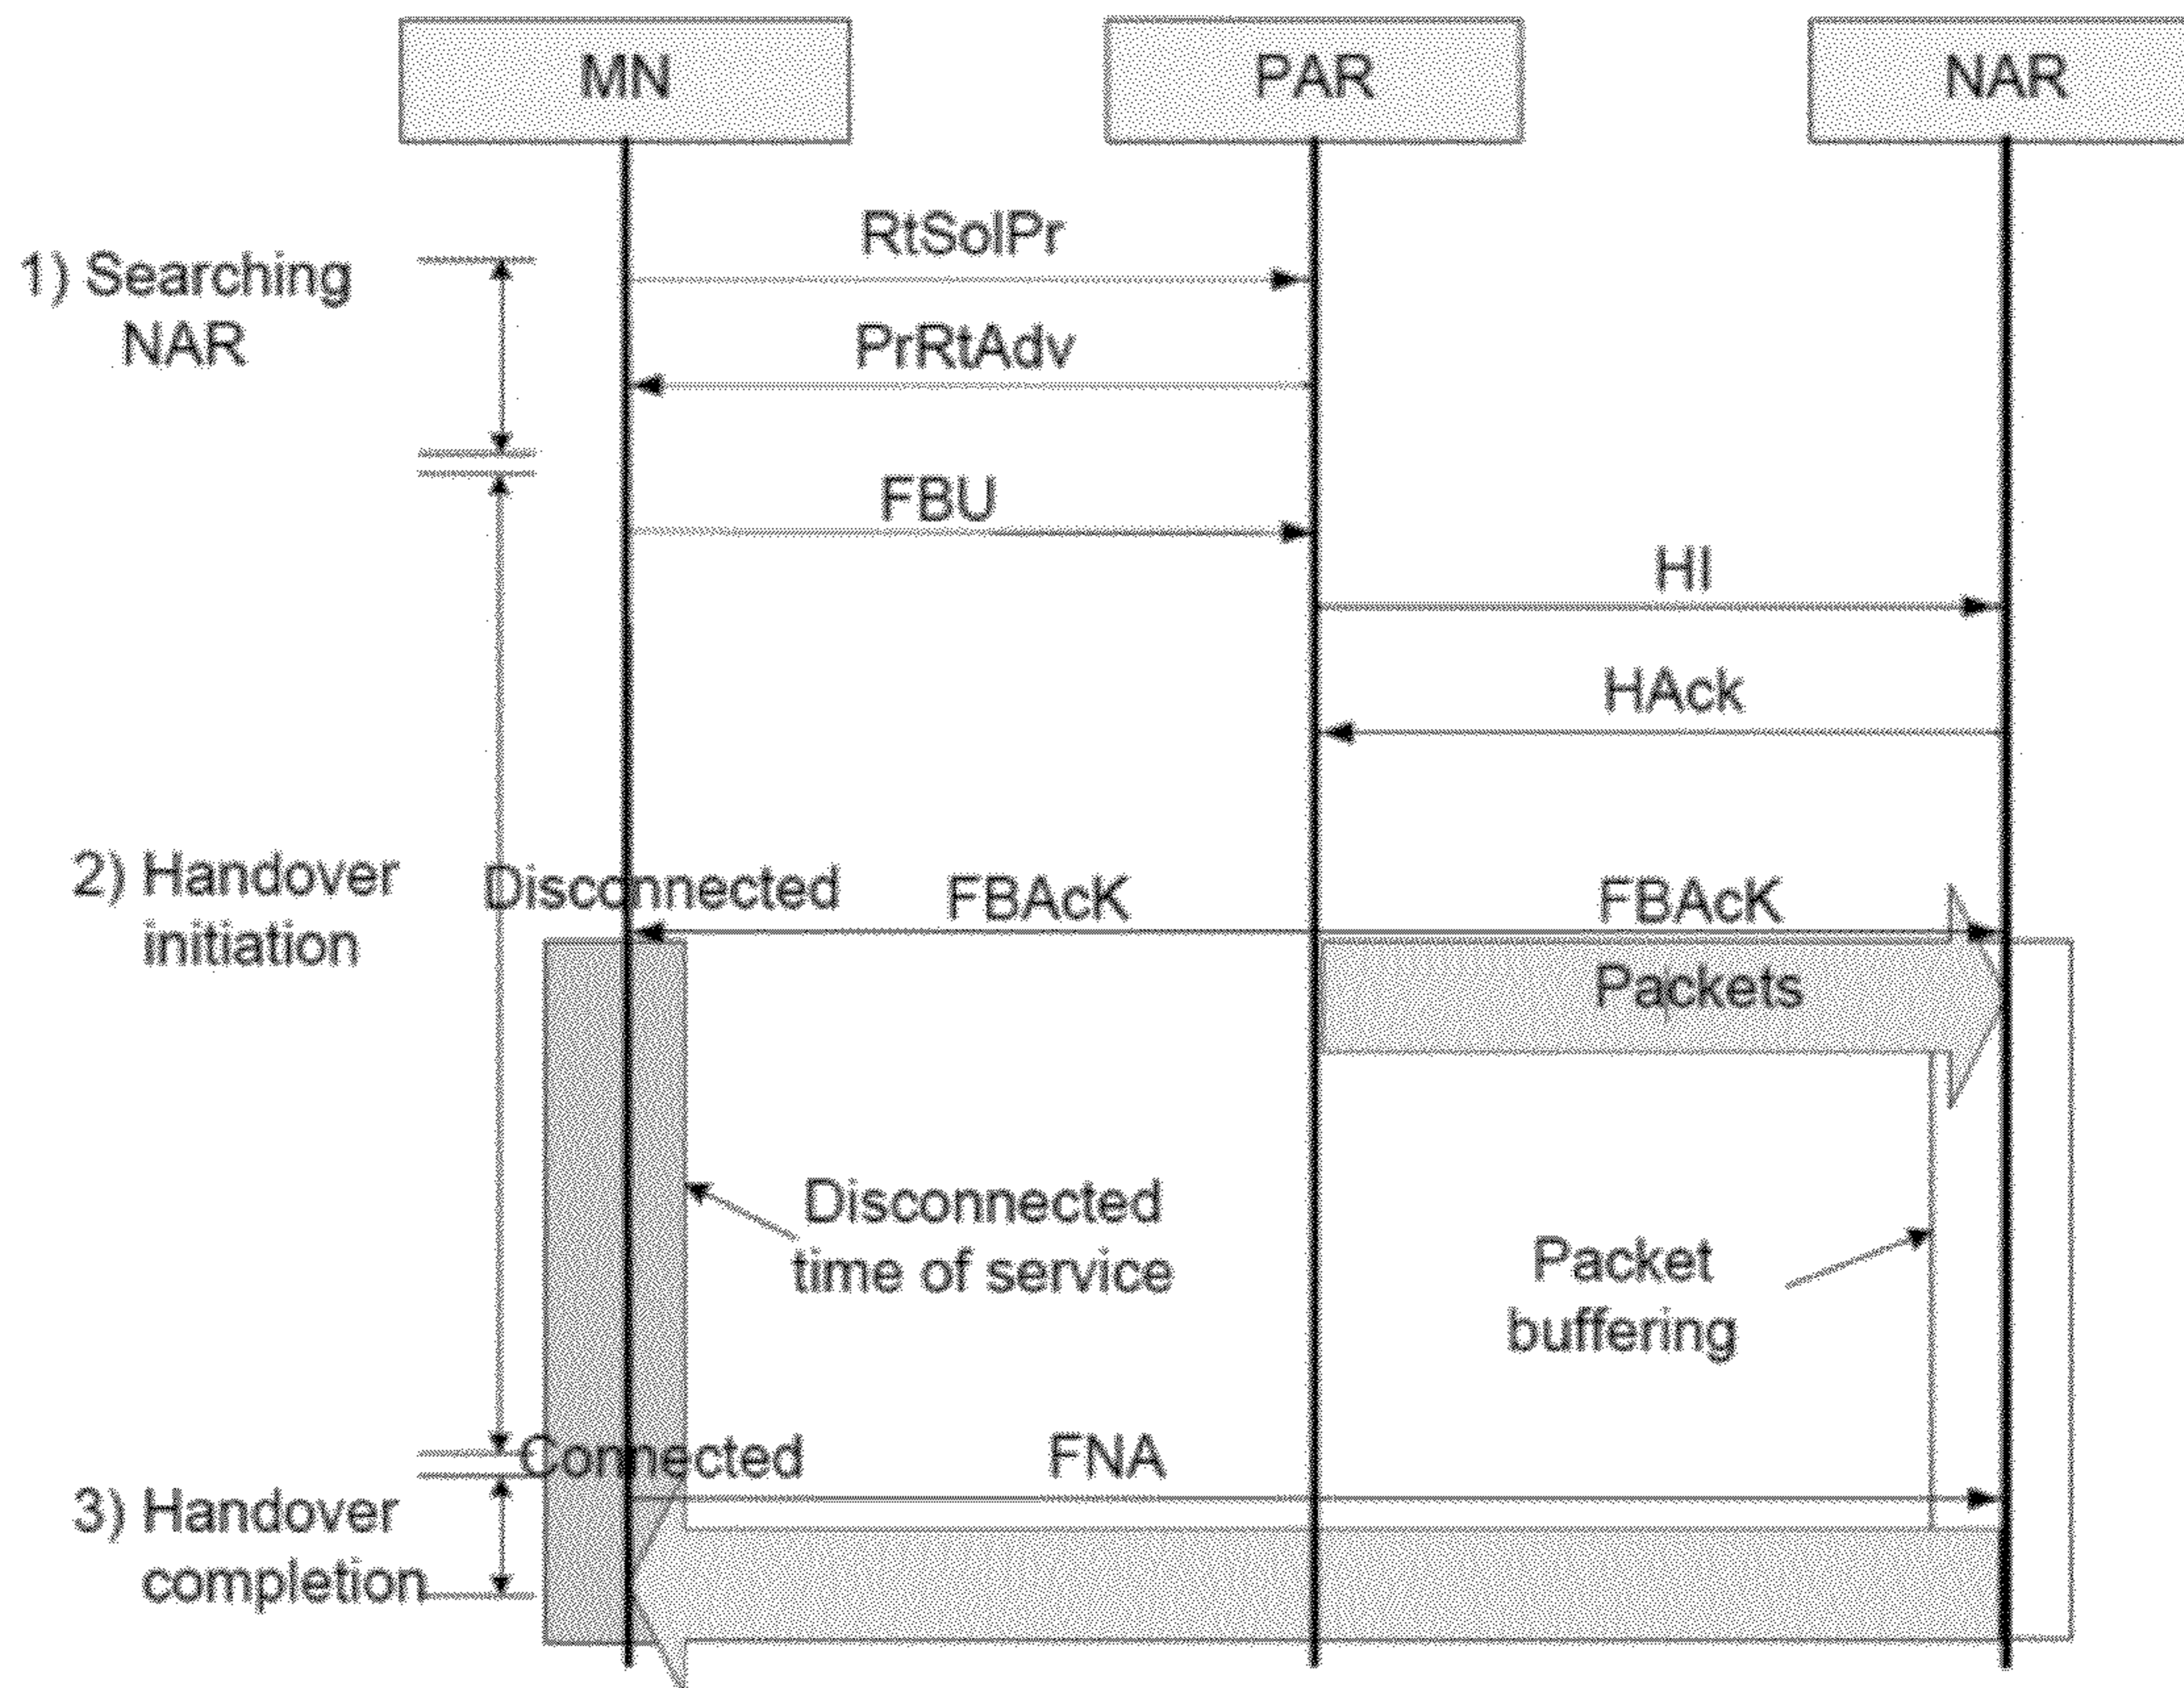 MN
PAR
NAR
RtSolPr
1) Searching
NAR
PrRtAdv
FBU
HI
HAck
2) Handover
initiation
Disconnected
FBAcK
FBAcK
Packets
Disconnected
time of service
Packet
buffering
Connected
FNA
3) Handover
completion